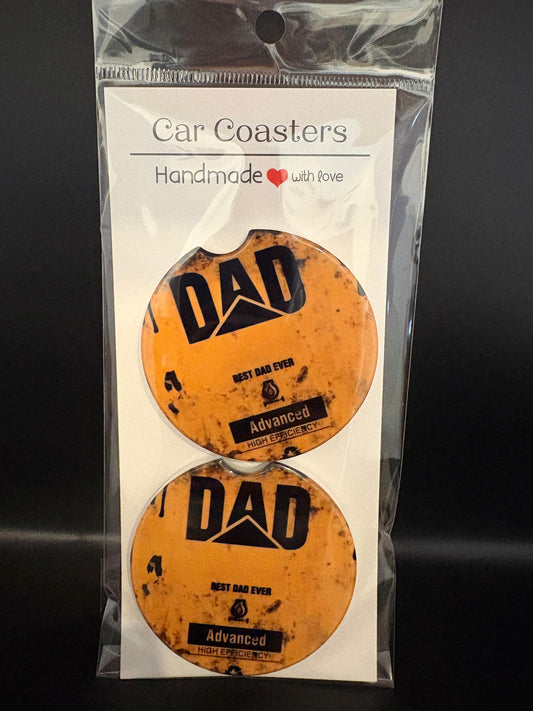 Car Coasters
Handmade with love
DAD
BEST DAD EVER
Advanced
HIGH EFFICIENCY
DAD
BEST DAD EVER
Advanced
HIGH EFFICIENCY